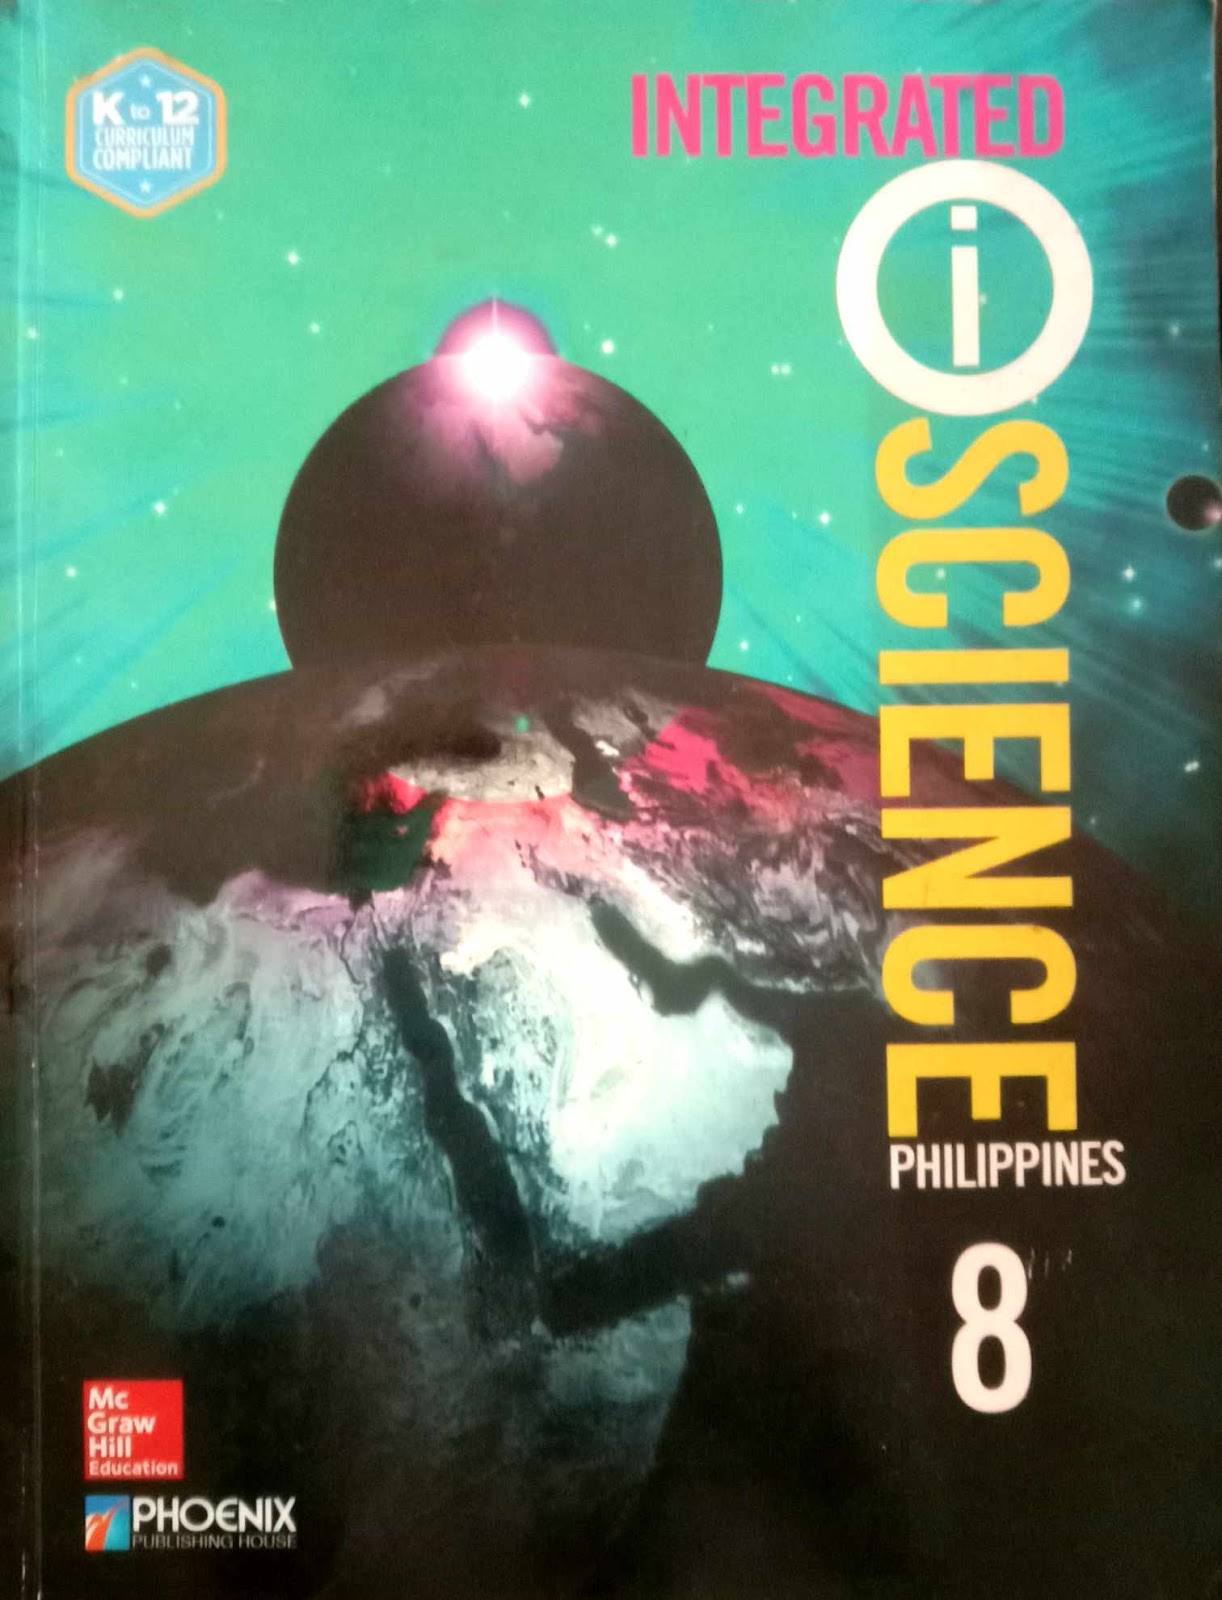 K to 12
CURRICULUM
COMPLIANT
INTEGRATED
i
SCIENCE
PHILIPPINES
8
Mc
Graw
Hill
Education
PHOENIX
PUBLISHING HOUSE